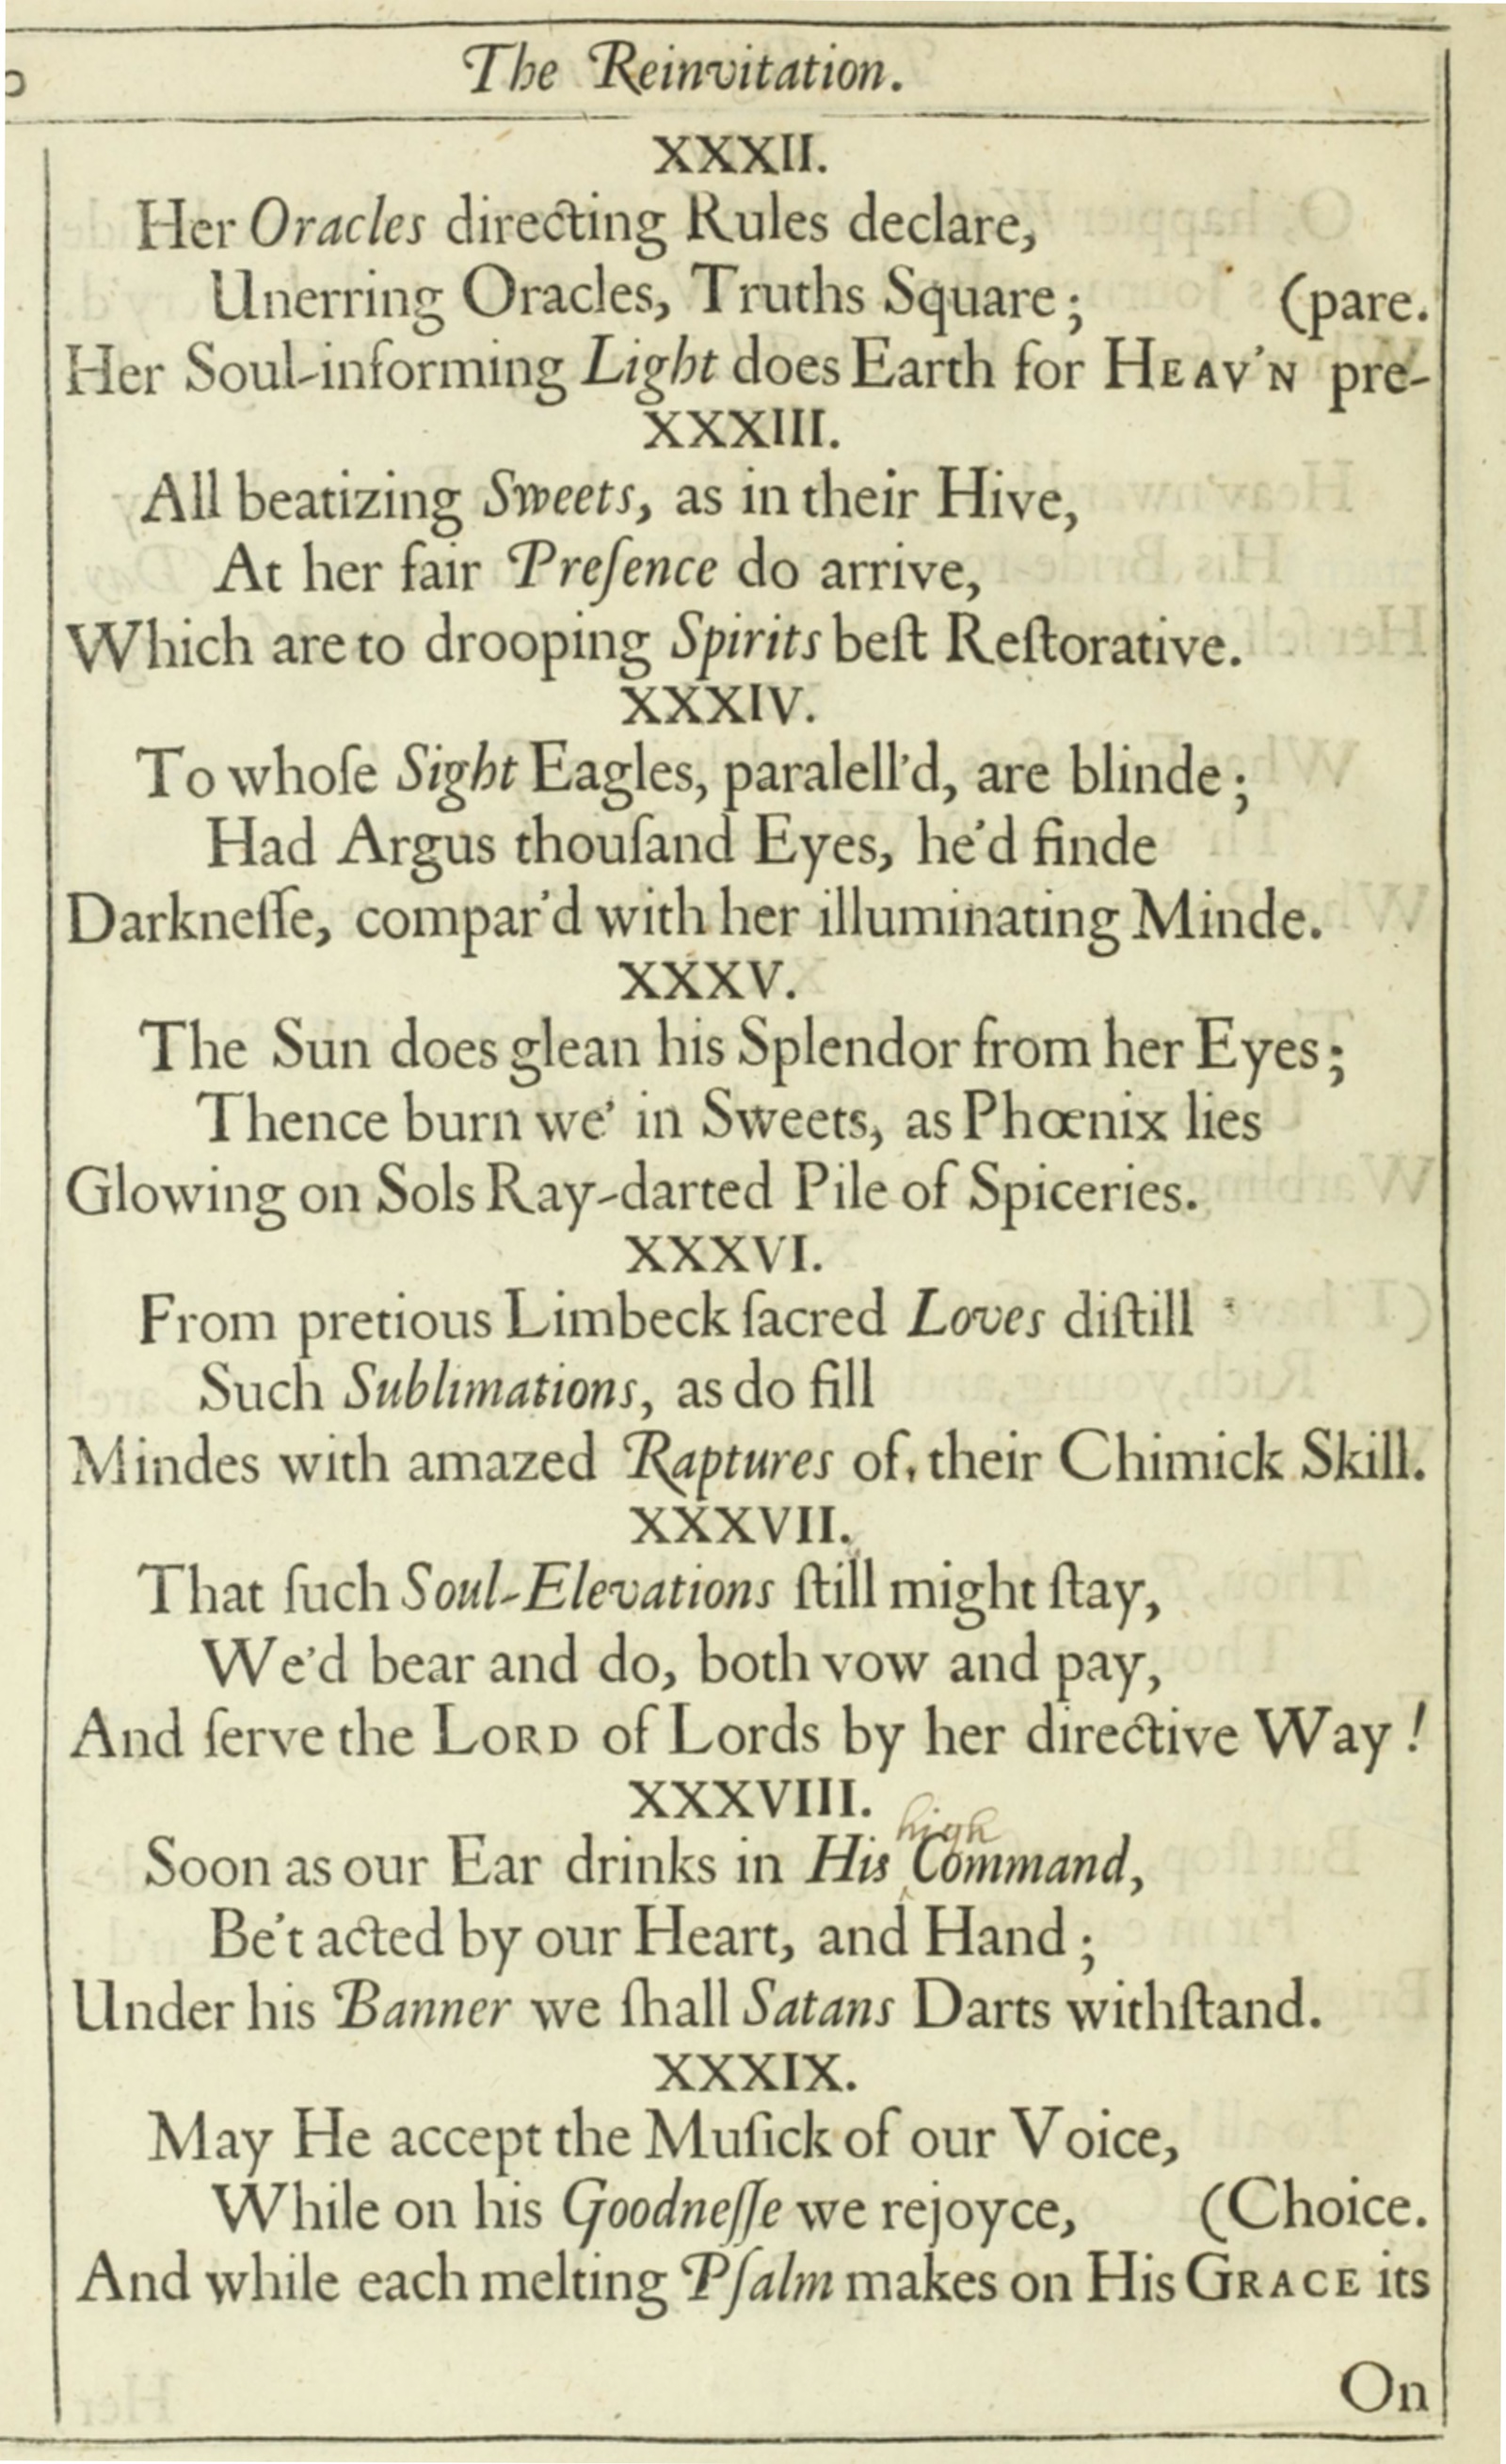 The Reinvitation.
XXXII.
Her Oracles directing Rules declare,
Unerring Oracles, Truths Square; (pare.
Her Soul-informing Light does Earth for HEAV'N pre-
XXXIII.
All beatizing Sweets, as in their Hive,
At her fair Preſence do arrive,
Which are to drooping Spirits beſt Reſtorative.
XXXIV.
To whoſe Sight Eagles, paralell'd, are blinde;
Had Argus thouſand Eyes, he'd finde
Darkneſſe, compar'd with her illuminating Minde.
XXXV.
The Sun does glean his Splendor from her Eyes;
Thence burn we' in Sweets, as Phœnix lies
Glowing on Sols Ray-darted Pile of Spiceries.
XXXVI.
From pretious Limbeck ſacred Loves diſtill
Such Sublimations, as do fill
Mindes with amazed Raptures of their Chimick Skill.
XXXVII.
That ſuch Soul-Elevations ſtill might ſtay,
We'd bear and do, both vow and pay,
And ſerve the LORD of Lords by her directive Way!
XXXVIII.
Soon as our Ear drinks in His high Command,
Be't acted by our Heart, and Hand;
Under his Banner we ſhall Satans Darts withſtand.
XXXIX.
May He accept the Muſick of our Voice,
While on his Goodneſſe we rejoyce, (Choice.
And while each melting Pſalm makes on His GRACE its
On